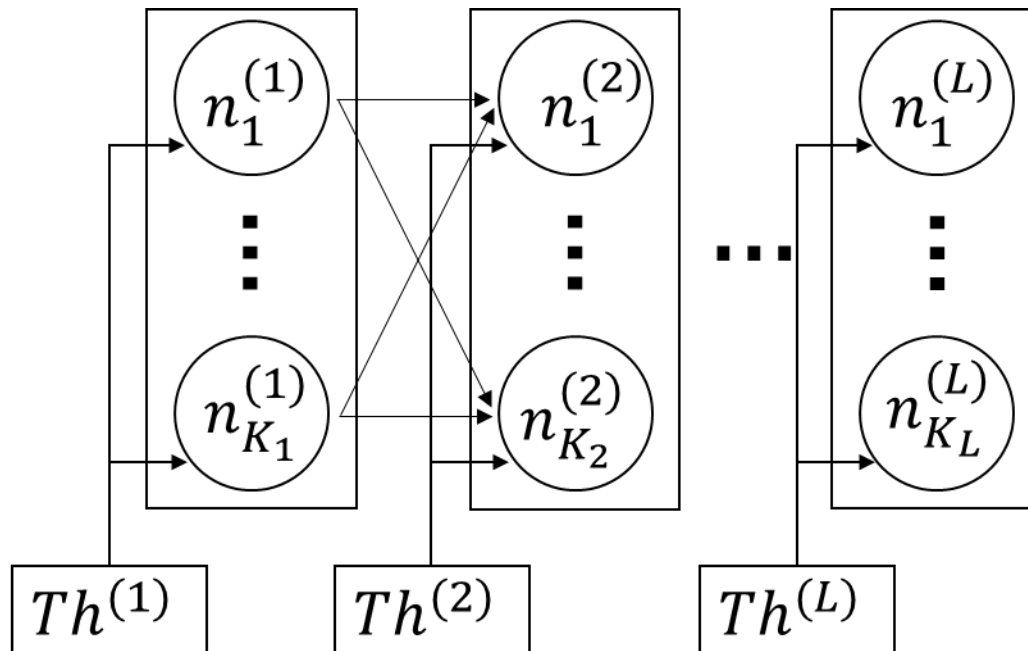 n_1^{(1)} n_1^{(2)} n_1^{(L)}
⋮ ⋮ ... ⋮
n_{K_1}^{(1)} n_{K_2}^{(2)} n_{K_L}^{(L)}
Th^{(1)} Th^{(2)} Th^{(L)}